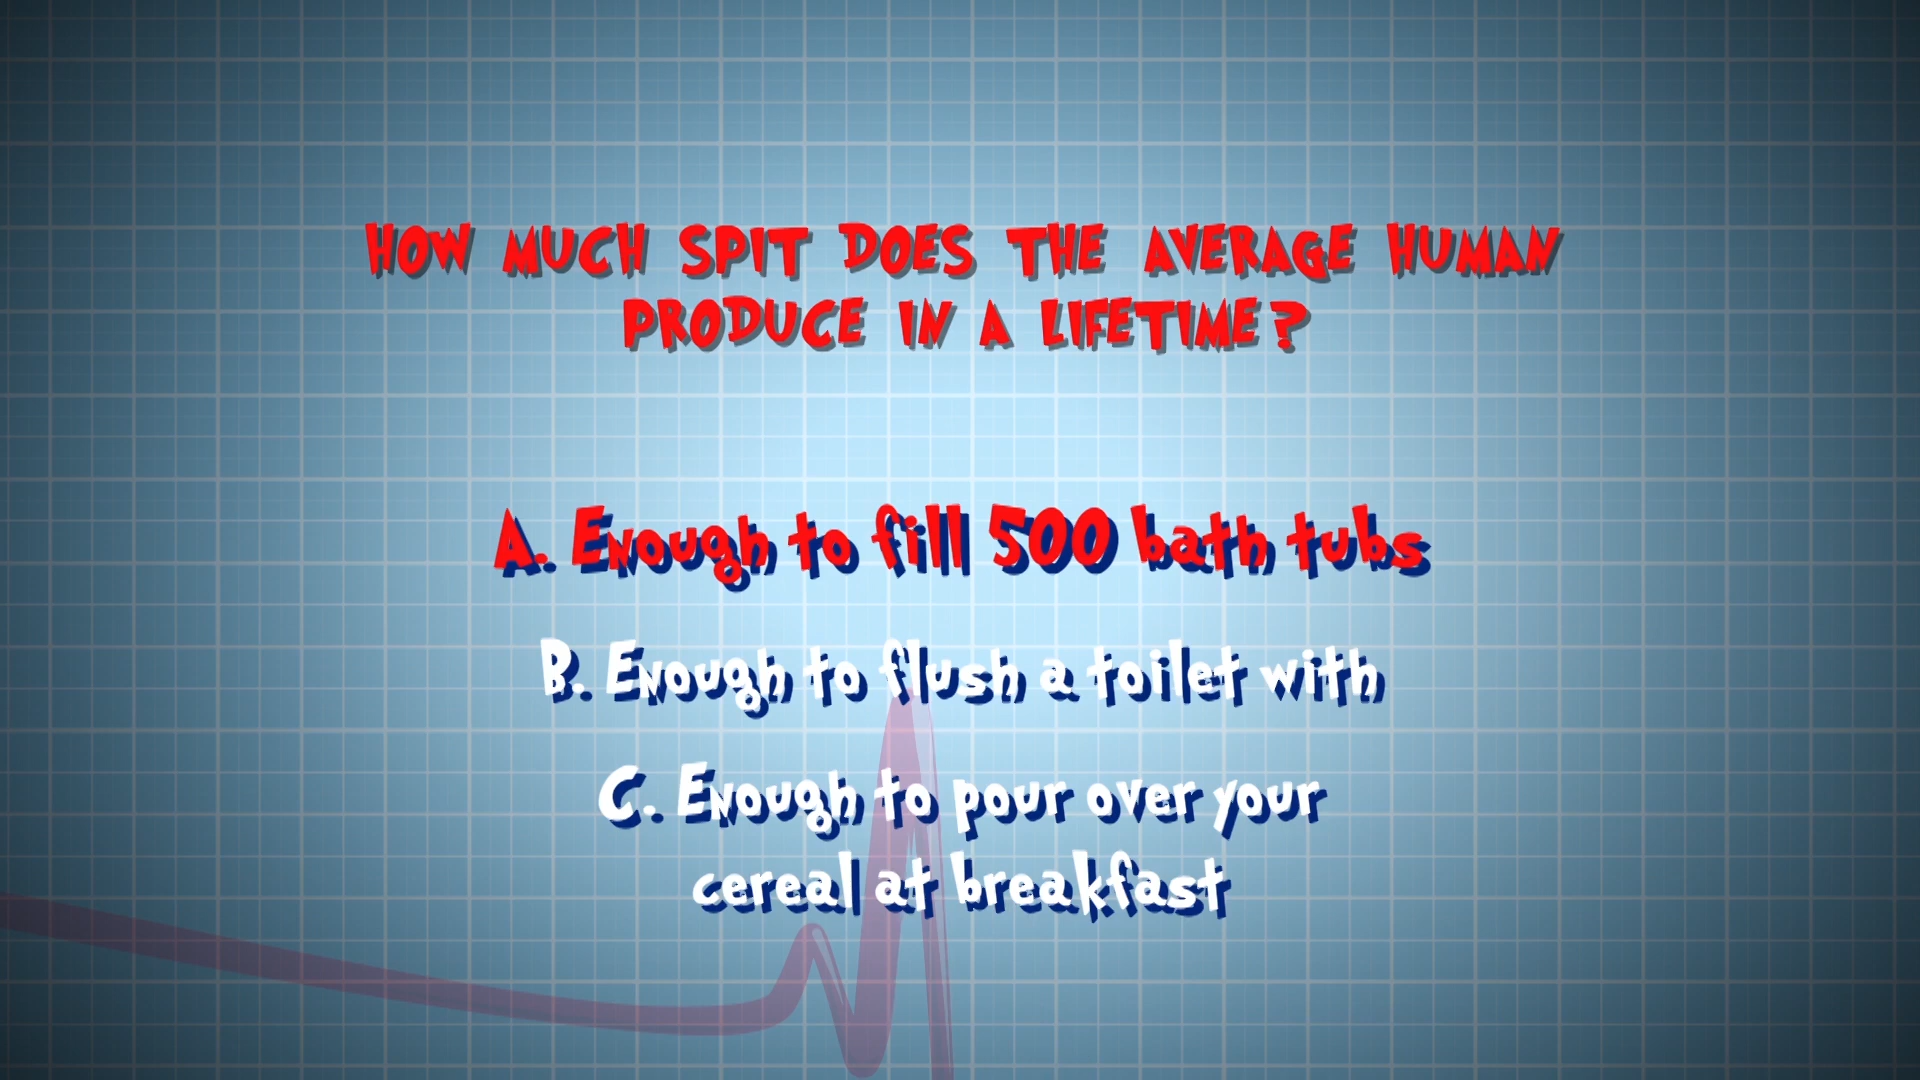 HOW MUCH SPIT DOES THE AVERAGE HUMAN
PRODUCE IN A LIFETIME?
A. Enough to fill 500 bath tubs
B. Enough to flush a toilet with
C. Enough to pour over your
cereal at breakfast